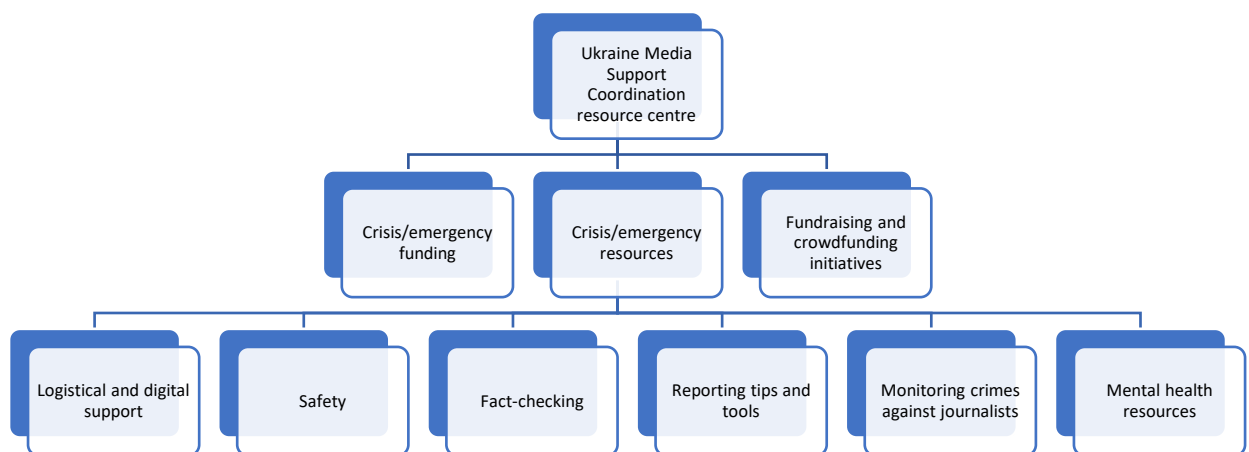 Ukraine Media
Support
Coordination
resource centre
Crisis/emergency
funding
Crisis/emergency
resources
Fundraising and
crowdfunding
initiatives
Logistical and digital
support
Safety
Fact-checking
Reporting tips and
tools
Monitoring crimes
against journalists
Mental health
resources